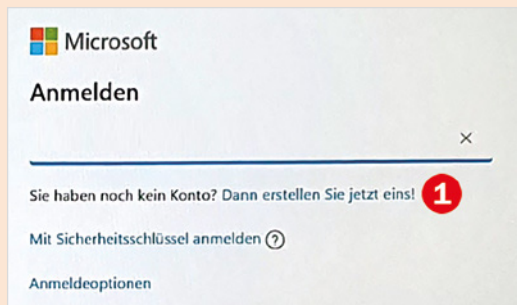 Microsoft
Anmelden
Sie haben noch kein Konto? Dann erstellen Sie jetzt eins! 1
Mit Sicherheitsschlüssel anmelden ?
Anmeldeoptionen